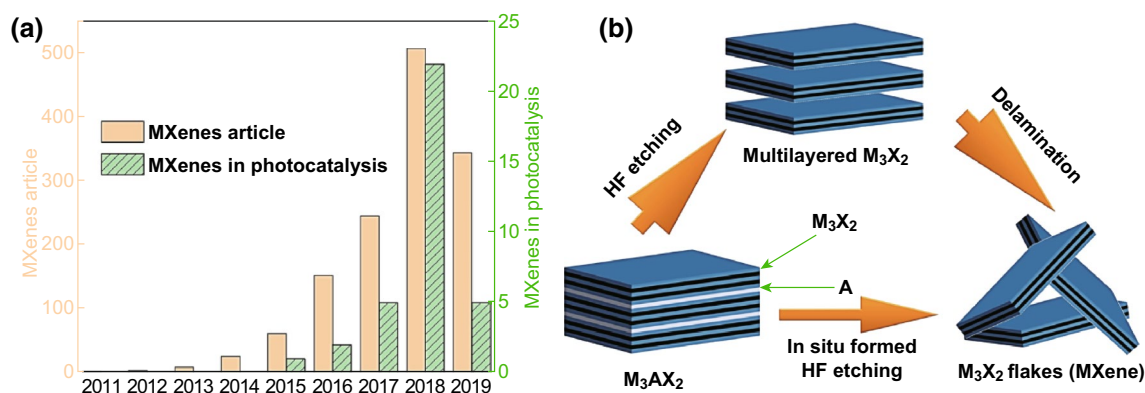 (a)
MXenes article
500
400
300
200
100
0
MXenes article
MXenes in photocatalysis
25
20
15
10
5
0
MXenes in photocatalysis
2011 2012 2013 2014 2015 2016 2017 2018 2019
(b)
Multilayered M₃X₂
HF etching
Delamination
M₃X₂
A
M₃AX₂
In situ formed
HF etching
M₃X₂ flakes (MXene)